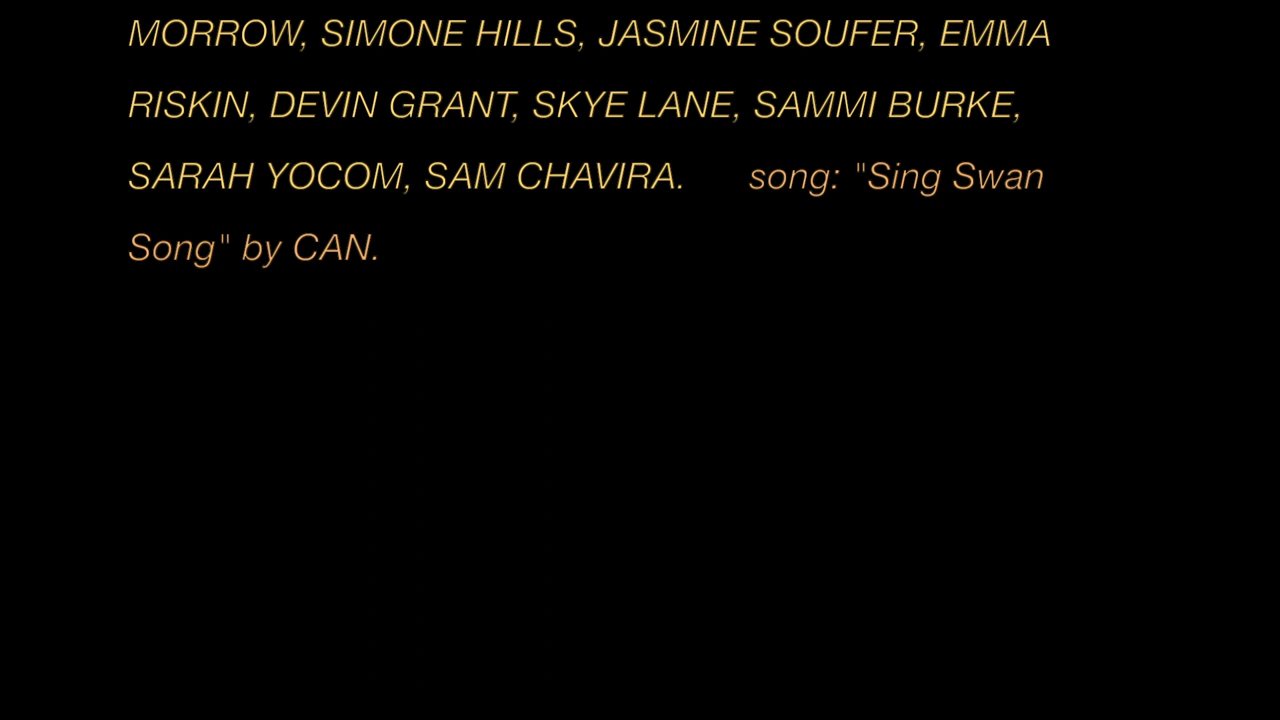 MORROW, SIMONE HILLS, JASMINE SOUFER, EMMA
RISKIN, DEVIN GRANT, SKYE LANE, SAMMI BURKE,
SARAH YOCOM, SAM CHAVIRA. song: "Sing Swan
Song" by CAN.